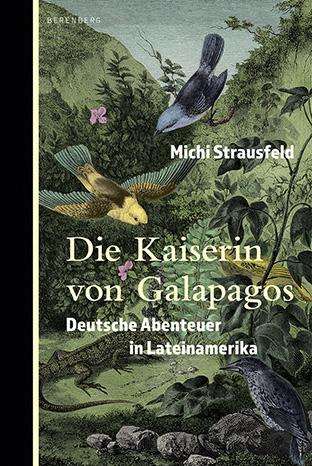 BERENBERG
Michi Strausfeld
Die Kaiserin
von Galapagos
Deutsche Abenteuer
in Lateinamerika